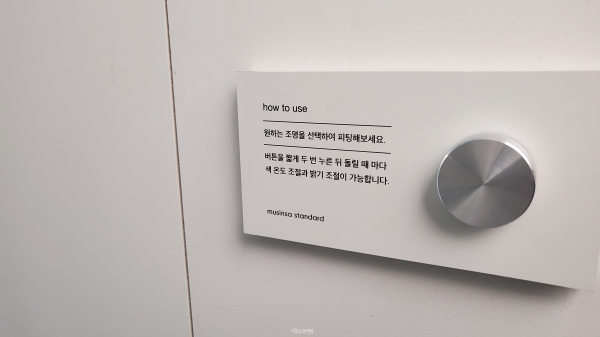 how to use
원하는 조명을 선택하여 피팅해보세요.
버튼을 짧게 두 번 누른 뒤 돌릴 때 마다
색 온도 조절과 밝기 조절이 가능합니다.
musinsa standard